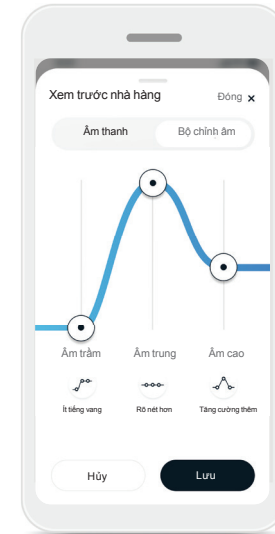 Xem trước nhà hàng Đóng ×
Âm thanh Bộ chỉnh âm
Âm trầm Âm trung Âm cao
Ít tiếng vang Rõ nét hơn Tăng cường thêm
Hủy Lưu